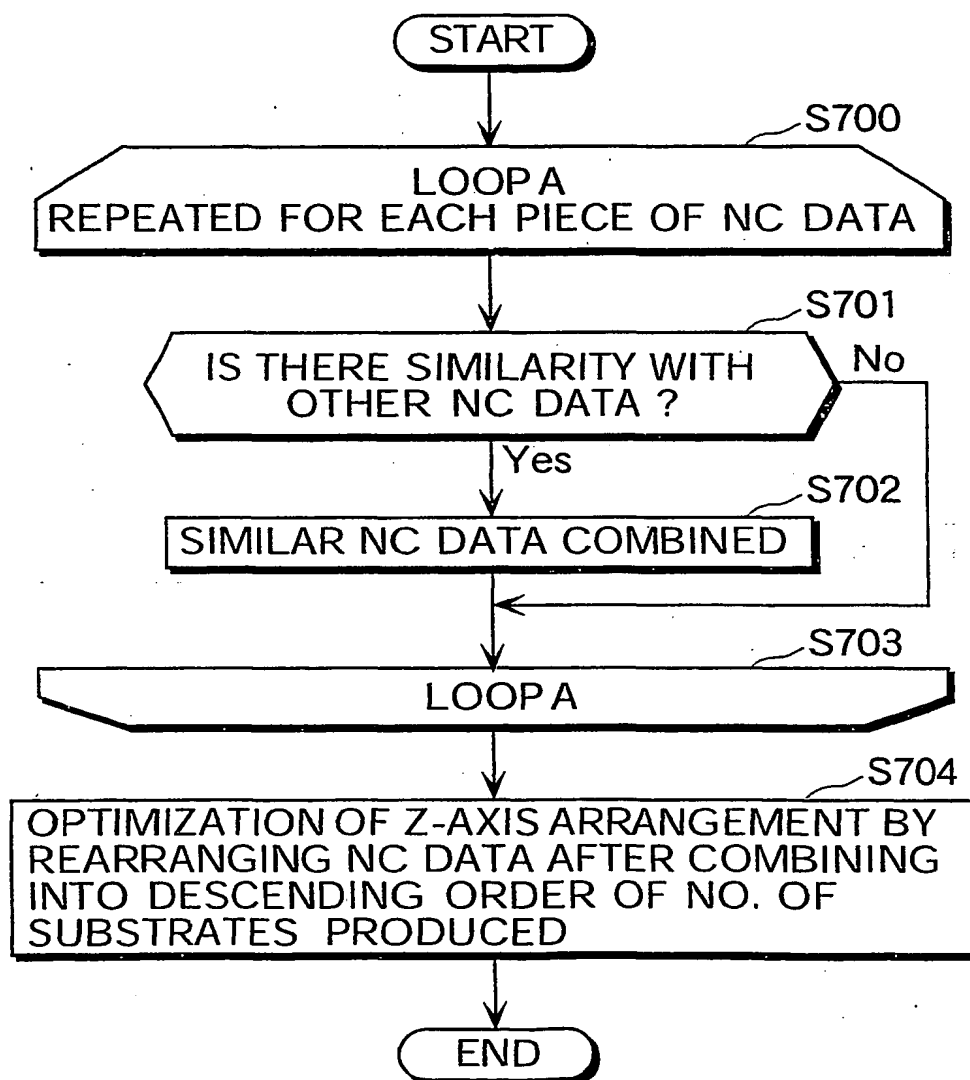 START
S700
LOOP A
REPEATED FOR EACH PIECE OF NC DATA
S701
IS THERE SIMILARITY WITH
OTHER NC DATA ?
No
Yes
S702
SIMILAR NC DATA COMBINED
S703
LOOP A
S704
OPTIMIZATION OF Z-AXIS ARRANGEMENT BY
REARRANGING NC DATA AFTER COMBINING
INTO DESCENDING ORDER OF NO. OF
SUBSTRATES PRODUCED
END